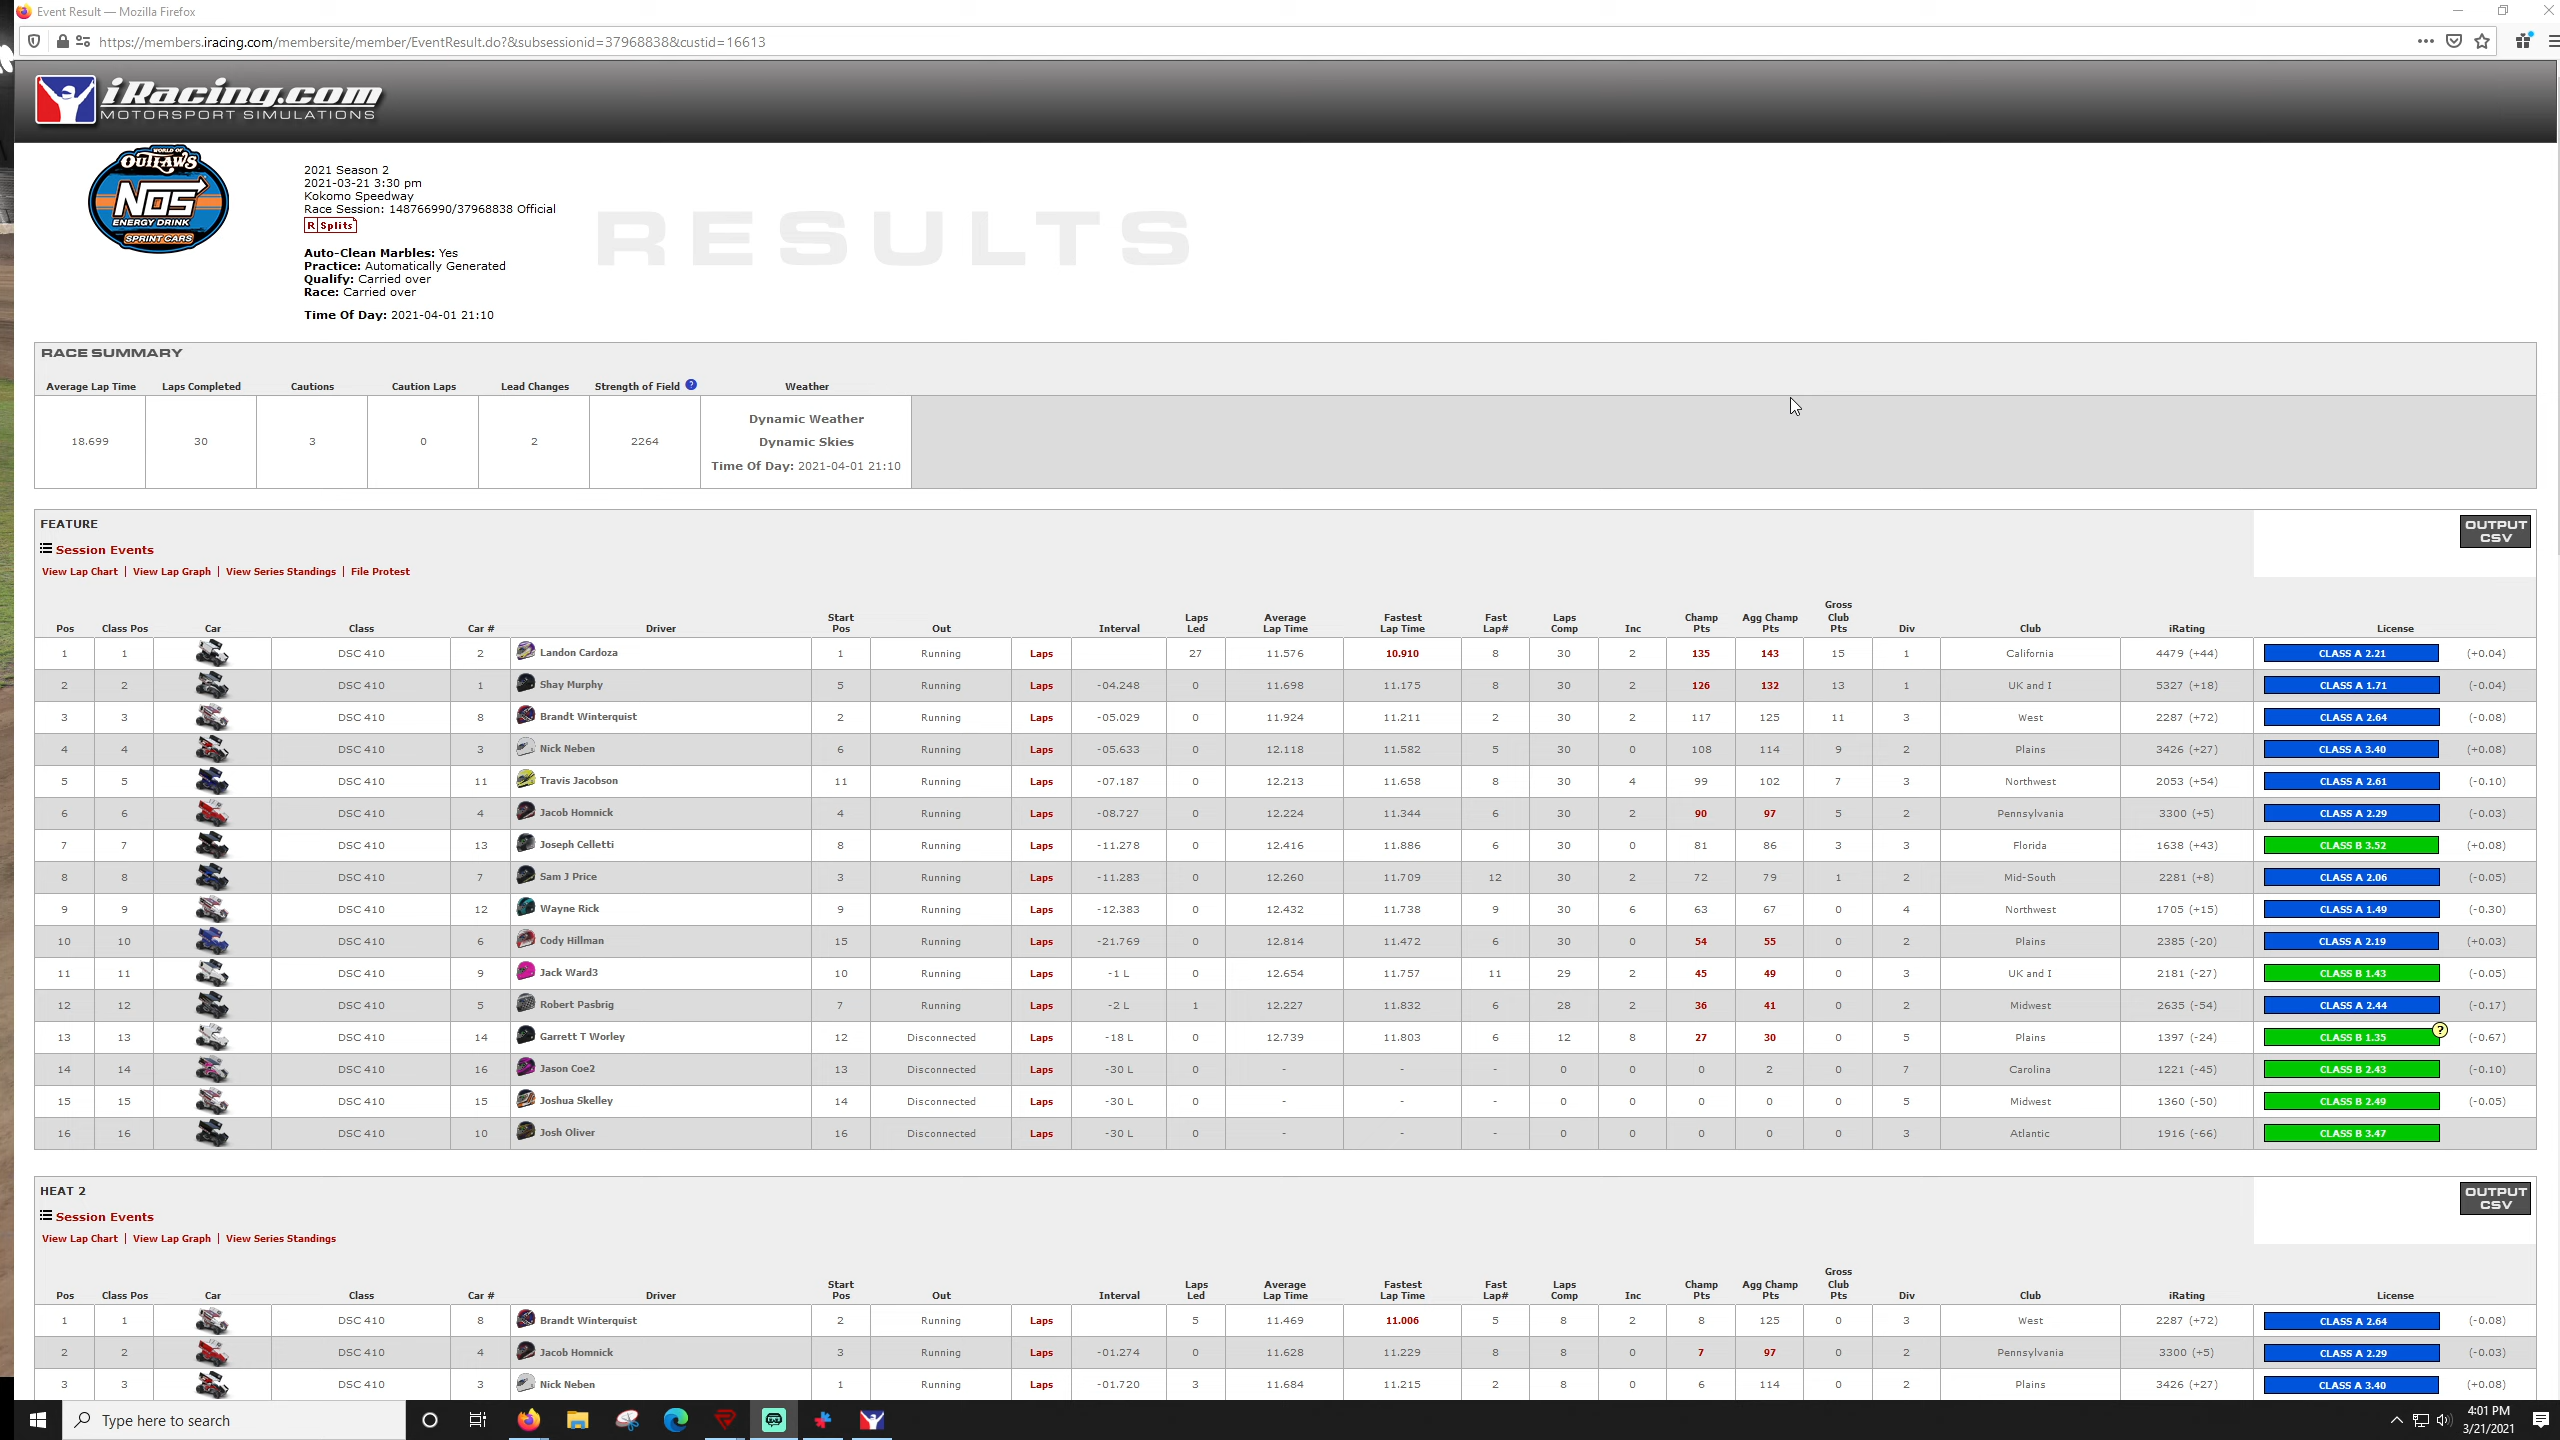 Event Result — Mozilla Firefox
https://members.iracing.com/membersite/member/EventResult.do?&subsessionid=37968838&custid=16613
iRacing.com
MOTORSPORT SIMULATIONS
WORLD OF
OUTLAWS
NOS
ENERGY DRINK
SPRINT CARS
2021 Season 2
2021-03-21 3:30 pm
Kokomo Speedway
Race Session: 148766990/37968838 Official
R Splits
RESULTS
Auto-Clean Marbles: Yes
Practice: Automatically Generated
Qualify: Carried over
Race: Carried over
Time Of Day: 2021-04-01 21:10
RACE SUMMARY
Average Lap Time Laps Completed Cautions Caution Laps Lead Changes Strength of Field ? Weather
18.699 30 3 0 2 2264
Dynamic Weather
Dynamic Skies
Time Of Day: 2021-04-01 21:10
FEATURE
OUTPUT
CSV
Session Events
View Lap Chart | View Lap Graph | View Series Standings | File Protest
Pos Class Pos Car Class Car # Driver Start Pos Out Interval Laps Led Average Lap Time Fastest Lap Time Fast Lap# Laps Comp Inc Champ Pts Agg Champ Pts Gross Club Pts Div Club iRating License
1 1 DSC 410 2 Landon Cardoza 1 Running Laps 27 11.576 10.910 8 30 2 135 143 15 1 California 4479 (+44) CLASS A 2.21 (+0.04)
2 2 DSC 410 1 Shay Murphy 5 Running Laps -04.248 0 11.698 11.175 8 30 2 126 132 13 1 UK and I 5327 (+18) CLASS A 1.71 (-0.04)
3 3 DSC 410 8 Brandt Winterquist 2 Running Laps -05.029 0 11.924 11.211 2 30 2 117 125 11 3 West 2287 (+72) CLASS A 2.64 (-0.08)
4 4 DSC 410 3 Nick Neben 6 Running Laps -05.633 0 12.118 11.582 5 30 0 108 114 9 2 Plains 3426 (+27) CLASS A 3.40 (+0.08)
5 5 DSC 410 11 Travis Jacobson 11 Running Laps -07.187 0 12.213 11.658 8 30 4 99 102 7 3 Northwest 2053 (+54) CLASS A 2.61 (-0.10)
6 6 DSC 410 4 Jacob Homnick 4 Running Laps -08.727 0 12.224 11.344 6 30 2 90 97 5 2 Pennsylvania 3300 (+5) CLASS A 2.29 (-0.03)
7 7 DSC 410 13 Joseph Celletti 8 Running Laps -11.278 0 12.416 11.886 6 30 0 81 86 3 3 Florida 1638 (+43) CLASS B 3.52 (+0.08)
8 8 DSC 410 7 Sam J Price 3 Running Laps -11.283 0 12.260 11.709 12 30 2 72 79 1 2 Mid-South 2281 (+8) CLASS A 2.06 (-0.05)
9 9 DSC 410 12 Wayne Rick 9 Running Laps -12.383 0 12.432 11.738 9 30 6 63 67 0 4 Northwest 1705 (+15) CLASS A 1.49 (-0.30)
10 10 DSC 410 6 Cody Hillman 15 Running Laps -21.769 0 12.814 11.472 6 30 0 54 55 0 2 Plains 2385 (-20) CLASS A 2.19 (+0.03)
11 11 DSC 410 9 Jack Ward3 10 Running Laps -1 L 0 12.654 11.757 11 29 2 45 49 0 3 UK and I 2181 (-27) CLASS B 1.43 (-0.05)
12 12 DSC 410 5 Robert Pasbrig 7 Running Laps -2 L 1 12.227 11.832 6 28 2 36 41 0 2 Midwest 2635 (-54) CLASS A 2.44 (-0.17)
13 13 DSC 410 14 Garrett T Worley 12 Disconnected Laps -18 L 0 12.739 11.803 6 12 8 27 30 0 5 Plains 1397 (-24) CLASS B 1.35 ? (-0.67)
14 14 DSC 410 16 Jason Coe2 13 Disconnected Laps -30 L 0 - - - 0 0 0 2 0 7 Carolina 1221 (-45) CLASS B 2.43 (-0.10)
15 15 DSC 410 15 Joshua Skelley 14 Disconnected Laps -30 L 0 - - - 0 0 0 0 0 5 Midwest 1360 (-50) CLASS B 2.49 (-0.05)
16 16 DSC 410 10 Josh Oliver 16 Disconnected Laps -30 L 0 - - - 0 0 0 0 0 3 Atlantic 1916 (-66) CLASS B 3.47
HEAT 2
OUTPUT
CSV
Session Events
View Lap Chart | View Lap Graph | View Series Standings
Pos Class Pos Car Class Car # Driver Start Pos Out Interval Laps Led Average Lap Time Fastest Lap Time Fast Lap# Laps Comp Inc Champ Pts Agg Champ Pts Gross Club Pts Div Club iRating License
1 1 DSC 410 8 Brandt Winterquist 2 Running Laps 5 11.469 11.006 5 8 2 8 125 0 3 West 2287 (+72) CLASS A 2.64 (-0.08)
2 2 DSC 410 4 Jacob Homnick 3 Running Laps -01.274 0 11.628 11.229 8 8 0 7 97 0 2 Pennsylvania 3300 (+5) CLASS A 2.29 (-0.03)
3 3 DSC 410 3 Nick Neben 1 Running Laps -01.720 3 11.684 11.215 2 8 0 6 114 0 2 Plains 3426 (+27) CLASS A 3.40 (+0.08)
Type here to search
4:01 PM
3/21/2021